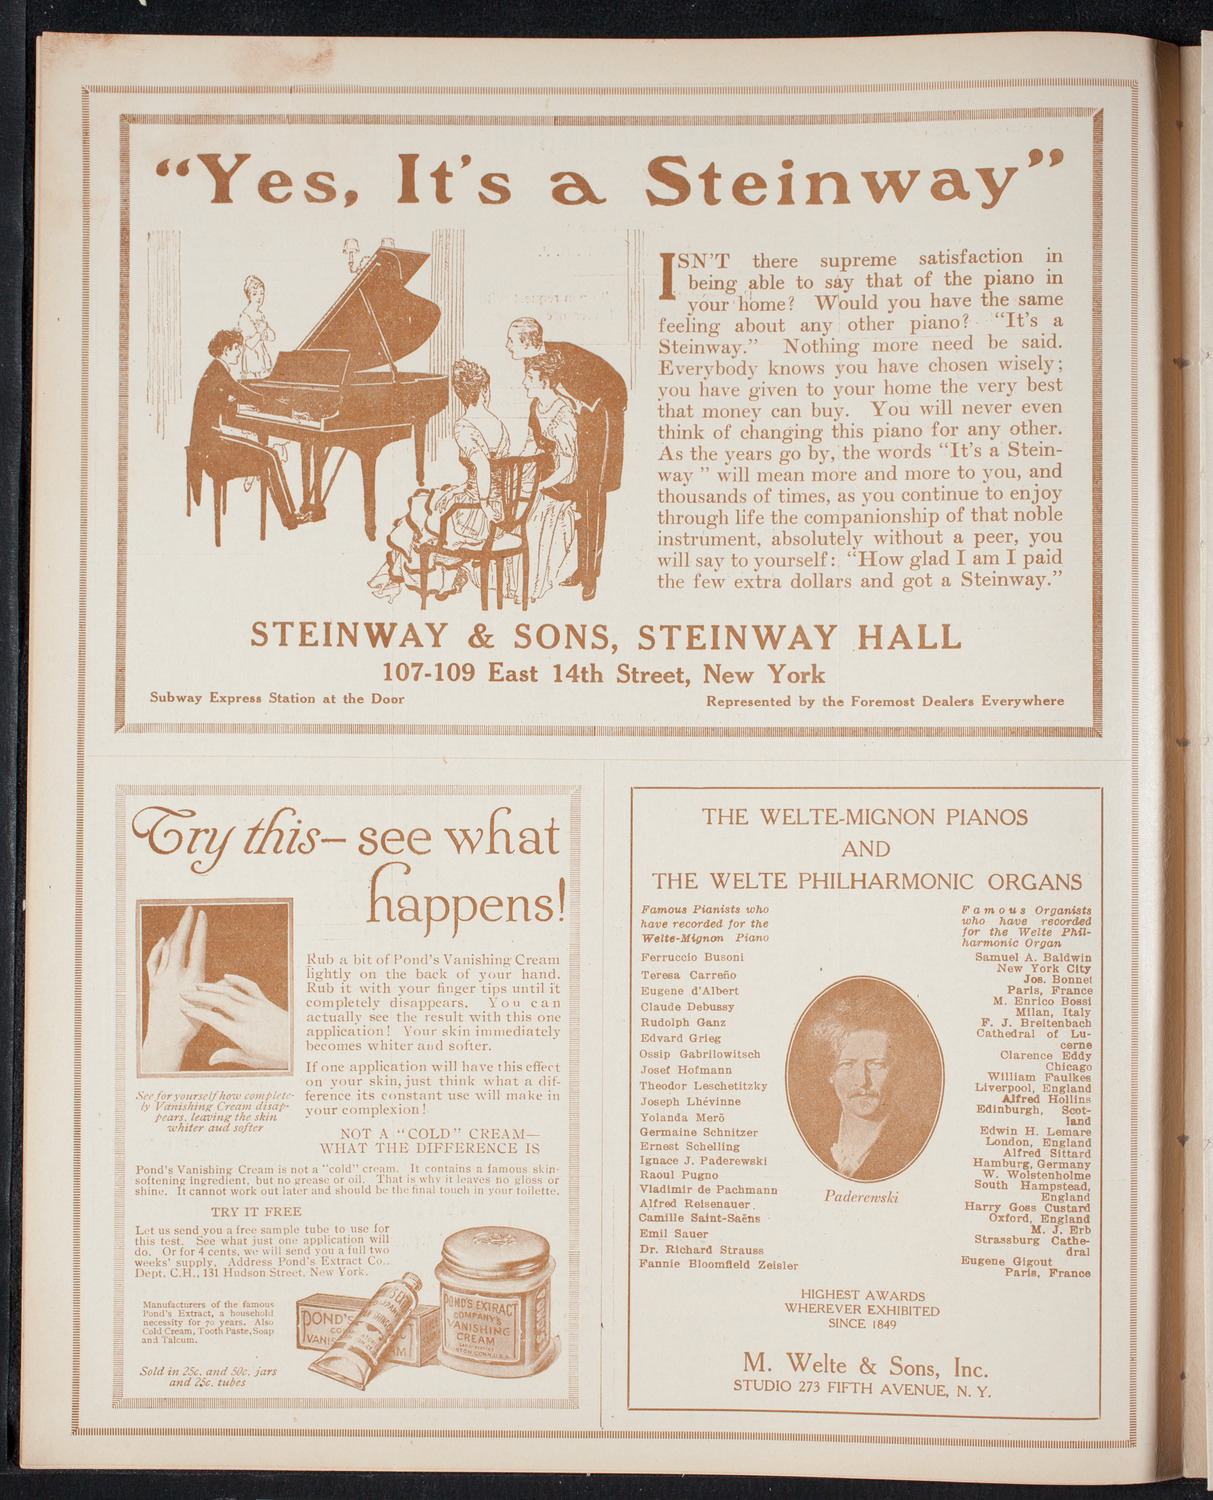 “Yes, It's a Steinway”
ISN'T there supreme satisfaction in
being able to say that of the piano in
your home? Would you have the same
feeling about any other piano? “It's a
Steinway.” Nothing more need be said.
Everybody knows you have chosen wisely;
you have given to your home the very best
that money can buy. You will never even
think of changing this piano for any other.
As the years go by, the words “It's a Stein-
way ” will mean more and more to you, and
thousands of times, as you continue to enjoy
through life the companionship of that noble
instrument, absolutely without a peer, you
will say to yourself: “How glad I am I paid
the few extra dollars and got a Steinway.”
STEINWAY & SONS, STEINWAY HALL
107-109 East 14th Street, New York
Subway Express Station at the Door
Represented by the Foremost Dealers Everywhere
Try this—see what
happens!
Rub a bit of Pond's Vanishing Cream
lightly on the back of your hand.
Rub it with your finger tips until it
completely disappears. You can
actually see the result with this one
application! Your skin immediately
becomes whiter and softer.
If one application will have this effect
on your skin, just think what a dif-
ference its constant use will make in
your complexion!
See for yourself how complete-
ly Vanishing Cream disap-
pears, leaving the skin
whiter and softer
NOT A “COLD” CREAM—
WHAT THE DIFFERENCE IS
Pond's Vanishing Cream is not a “cold” cream. It contains a famous skin-
softening ingredient, but no grease or oil. That is why it leaves no gloss or
shine. It cannot work out later and should be the final touch in your toilette.
TRY IT FREE
Let us send you a free sample tube to use for
this test. See what just one application will
do. Or for 4 cents, we will send you a full two
weeks' supply. Address Pond's Extract Co.,
Dept. C.H., 131 Hudson Street, New York.
Manufacturers of the famous
Pond's Extract, a household
necessity for 70 years. Also
Cold Cream, Tooth Paste, Soap
and Talcum.
Sold in 25c. and 50c. jars
and 25c. tubes
POND'S
VANIS
POND'S EXTRACT
COMPANY'S
VANISHING
CREAM
THE WELTE-MIGNON PIANOS
AND
THE WELTE PHILHARMONIC ORGANS
Famous Pianists who
have recorded for the
Welte-Mignon Piano
Ferruccio Busoni
Teresa Carreño
Eugene d'Albert
Claude Debussy
Rudolph Ganz
Edvard Grieg
Ossip Gabrilowitsch
Josef Hofmann
Theodor Leschetitzky
Joseph Lhévinne
Yolanda Merö
Germaine Schnitzer
Ernest Schelling
Ignace J. Paderewski
Raoul Pugno
Vladimir de Pachmann
Alfred Reisenauer
Camille Saint-Saëns
Emil Sauer
Dr. Richard Strauss
Fannie Bloomfield Zeisler
Paderewski
Famous Organists
who have recorded
for the Welte Phil-
harmonic Organ
Samuel A. Baldwin
New York City
Jos. Bonnet
Paris, France
M. Enrico Bossi
Milan, Italy
F. J. Breitenbach
Cathedral of Lu-
cerne
Clarence Eddy
Chicago
William Faulkes
Liverpool, England
Alfred Hollins
Edinburgh, Scot-
land
Edwin H. Lemare
London, England
Alfred Sittard
Hamburg, Germany
W. Wolstenholme
South Hampstead,
England
Harry Goss Custard
Oxford, England
M. J. Erb
Strassburg Cathe-
dral
Eugene Gigout
Paris, France
HIGHEST AWARDS
WHEREVER EXHIBITED
SINCE 1849
M. Welte & Sons, Inc.
STUDIO 273 FIFTH AVENUE, N. Y.